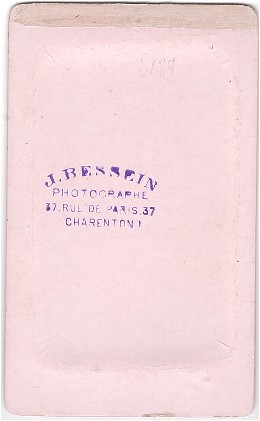 J. BESSEIN
PHOTOGRAPHE
37. RUE DE PARIS. 37
CHARENTON